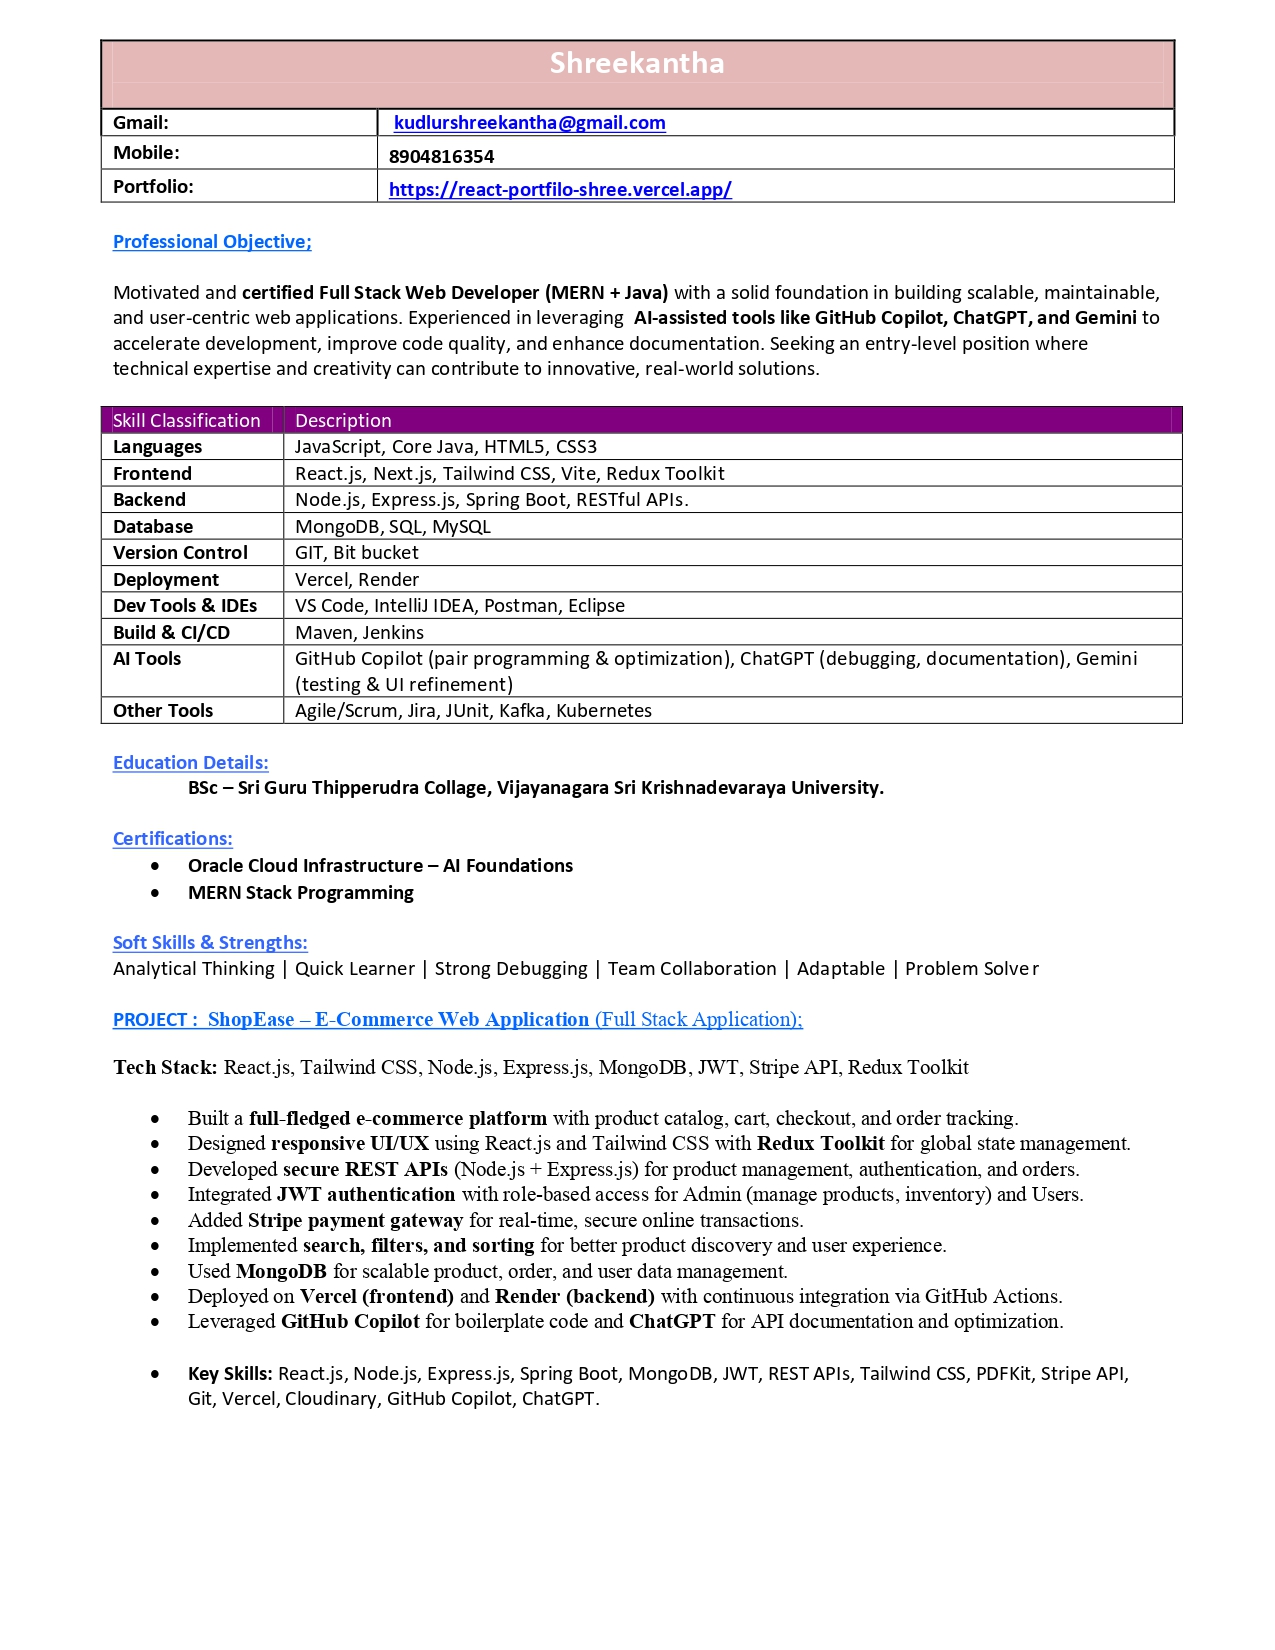 Shreekantha
Gmail: kudlurshreekantha@gmail.com
Mobile: 8904816354
Portfolio: https://react-portfilo-shree.vercel.app/
Professional Objective;
Motivated and certified Full Stack Web Developer (MERN + Java) with a solid foundation in building scalable, maintainable,
and user-centric web applications. Experienced in leveraging AI-assisted tools like GitHub Copilot, ChatGPT, and Gemini to
accelerate development, improve code quality, and enhance documentation. Seeking an entry-level position where
technical expertise and creativity can contribute to innovative, real-world solutions.
Skill Classification Description
Languages JavaScript, Core Java, HTML5, CSS3
Frontend React.js, Next.js, Tailwind CSS, Vite, Redux Toolkit
Backend Node.js, Express.js, Spring Boot, RESTful APIs.
Database MongoDB, SQL, MySQL
Version Control GIT, Bit bucket
Deployment Vercel, Render
Dev Tools & IDEs VS Code, IntelliJ IDEA, Postman, Eclipse
Build & CI/CD Maven, Jenkins
AI Tools GitHub Copilot (pair programming & optimization), ChatGPT (debugging, documentation), Gemini
(testing & UI refinement)
Other Tools Agile/Scrum, Jira, JUnit, Kafka, Kubernetes
Education Details:
BSc – Sri Guru Thipperudra Collage, Vijayanagara Sri Krishnadevaraya University.
Certifications:
• Oracle Cloud Infrastructure – AI Foundations
• MERN Stack Programming
Soft Skills & Strengths:
Analytical Thinking | Quick Learner | Strong Debugging | Team Collaboration | Adaptable | Problem Solver
PROJECT : ShopEase – E-Commerce Web Application (Full Stack Application);
Tech Stack: React.js, Tailwind CSS, Node.js, Express.js, MongoDB, JWT, Stripe API, Redux Toolkit
• Built a full-fledged e-commerce platform with product catalog, cart, checkout, and order tracking.
• Designed responsive UI/UX using React.js and Tailwind CSS with Redux Toolkit for global state management.
• Developed secure REST APIs (Node.js + Express.js) for product management, authentication, and orders.
• Integrated JWT authentication with role-based access for Admin (manage products, inventory) and Users.
• Added Stripe payment gateway for real-time, secure online transactions.
• Implemented search, filters, and sorting for better product discovery and user experience.
• Used MongoDB for scalable product, order, and user data management.
• Deployed on Vercel (frontend) and Render (backend) with continuous integration via GitHub Actions.
• Leveraged GitHub Copilot for boilerplate code and ChatGPT for API documentation and optimization.
• Key Skills: React.js, Node.js, Express.js, Spring Boot, MongoDB, JWT, REST APIs, Tailwind CSS, PDFKit, Stripe API,
Git, Vercel, Cloudinary, GitHub Copilot, ChatGPT.